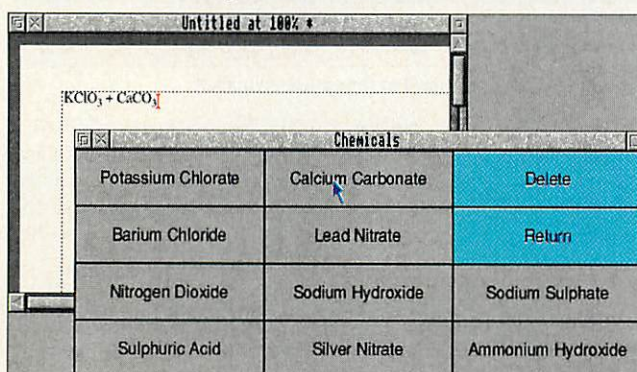 Untitled at 100% *
KClO₃ + CaCO₃
Chemicals
Potassium Chlorate Calcium Carbonate Delete
Barium Chloride Lead Nitrate Return
Nitrogen Dioxide Sodium Hydroxide Sodium Sulphate
Sulphuric Acid Silver Nitrate Ammonium Hydroxide